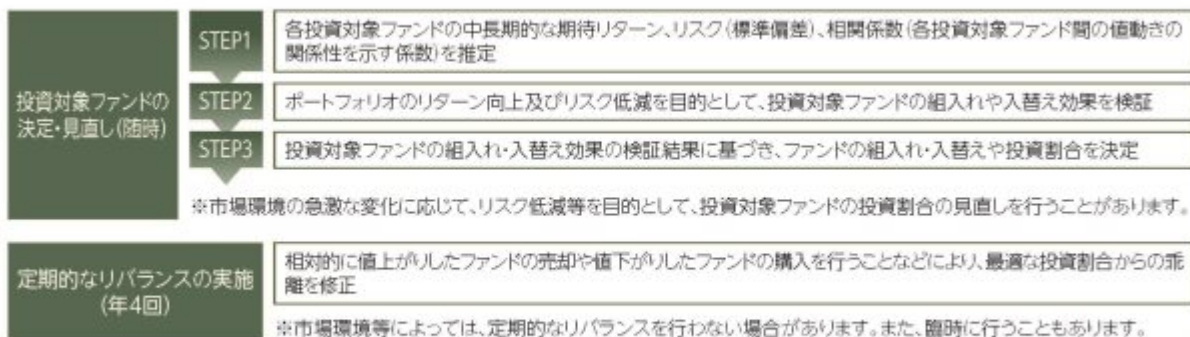 投資対象ファンドの
決定・見直し(随時)
STEP1
各投資対象ファンドの中長期的な期待リターン、リスク(標準偏差)、相関係数(各投資対象ファンド間の値動きの
関係性を示す係数)を推定
STEP2
ポートフォリオのリターン向上及びリスク低減を目的として、投資対象ファンドの組入れや入替え効果を検証
STEP3
投資対象ファンドの組入れ・入替え効果の検証結果に基づき、ファンドの組入れ・入替えや投資割合を決定
※市場環境の急激な変化に応じて、リスク低減等を目的として、投資対象ファンドの投資割合の見直しを行うことがあります。
定期的なリバランスの実施
(年4回)
相対的に値上がりしたファンドの売却や値下がりしたファンドの購入を行うことなどにより、最適な投資割合からの乖
離を修正
※市場環境等によっては、定期的なリバランスを行わない場合があります。また、臨時に行うこともあります。